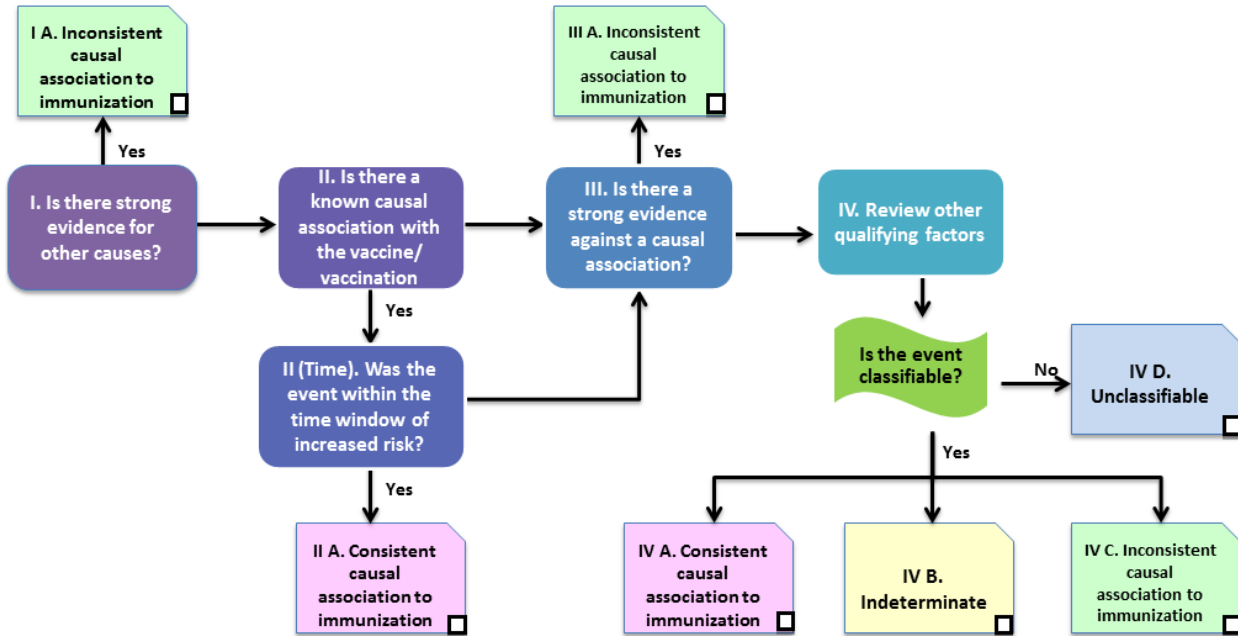 I A. Inconsistent
causal
association to
immunization
Yes
I. Is there strong
evidence for
other causes?
II. Is there a
known causal
association with
the vaccine/
vaccination
Yes
II (Time). Was the
event within the
time window of
increased risk?
Yes
II A. Consistent
causal
association to
immunization
III A. Inconsistent
causal
association to
immunization
Yes
III. Is there a
strong evidence
against a causal
association?
IV. Review other
qualifying factors
Is the event
classifiable?
No
IV D.
Unclassifiable
Yes
IV A. Consistent
causal
association to
immunization
IV B.
Indeterminate
IV C. Inconsistent
causal
association to
immunization